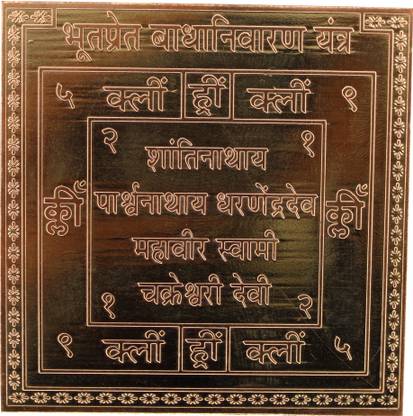 भूतप्रेत बाधानिवारण यंत्र
५ क्लीं ह्रीं क्लीं ९
२ १
शांतिनाथाय
क्लीं पार्श्वनाथाय धरणेंद्रदेव क्लीं
महावीर स्वामी
चक्रेश्वरी देवी
१ २
९ क्लीं ह्रीं क्लीं ५